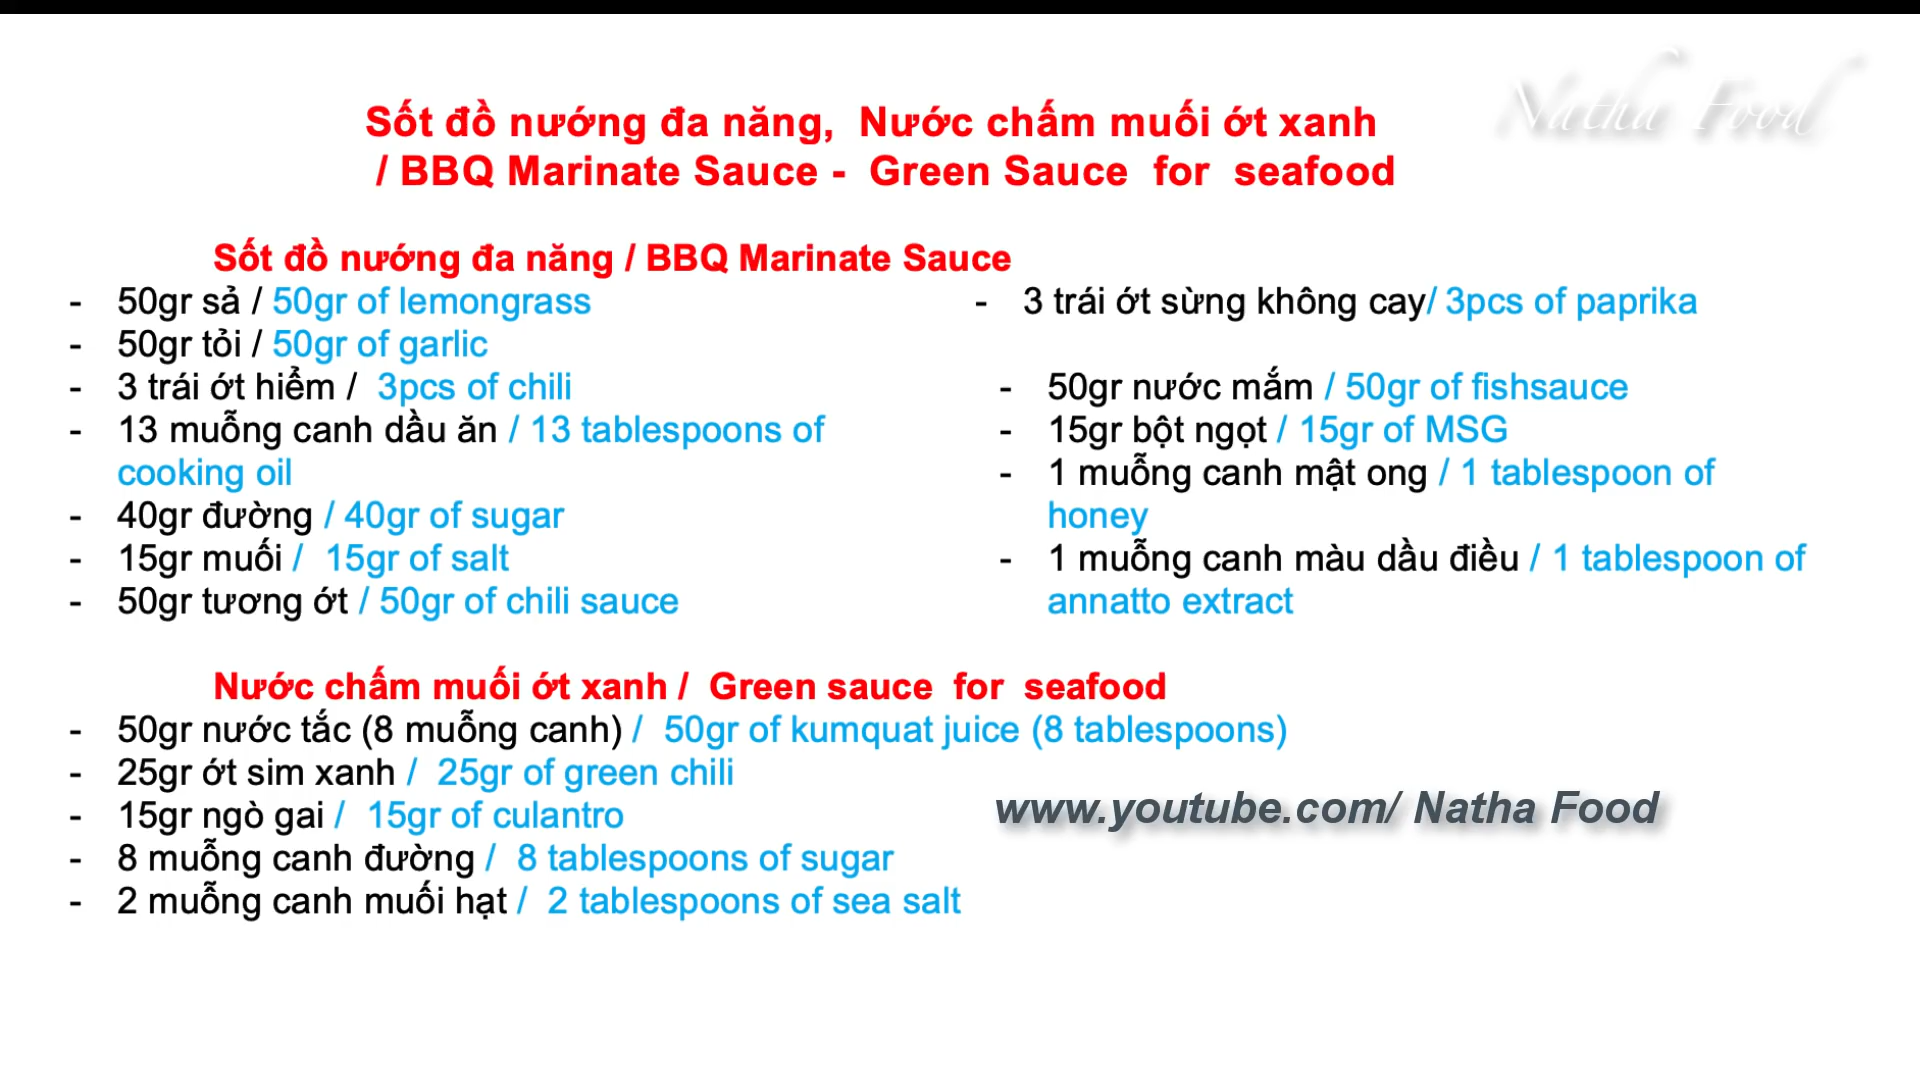 Natha Food
Sốt đồ nướng đa năng, Nước chấm muối ớt xanh
/ BBQ Marinate Sauce - Green Sauce for seafood
Sốt đồ nướng đa năng / BBQ Marinate Sauce
- 50gr sả / 50gr of lemongrass
- 50gr tỏi / 50gr of garlic
- 3 trái ớt hiểm / 3pcs of chili
- 13 muỗng canh dầu ăn / 13 tablespoons of
cooking oil
- 40gr đường / 40gr of sugar
- 15gr muối / 15gr of salt
- 50gr tương ớt / 50gr of chili sauce
- 3 trái ớt sừng không cay/ 3pcs of paprika
- 50gr nước mắm / 50gr of fishsauce
- 15gr bột ngọt / 15gr of MSG
- 1 muỗng canh mật ong / 1 tablespoon of
honey
- 1 muỗng canh màu dầu điều / 1 tablespoon of
annatto extract
Nước chấm muối ớt xanh / Green sauce for seafood
- 50gr nước tắc (8 muỗng canh) / 50gr of kumquat juice (8 tablespoons)
- 25gr ớt sim xanh / 25gr of green chili
- 15gr ngò gai / 15gr of culantro
- 8 muỗng canh đường / 8 tablespoons of sugar
- 2 muỗng canh muối hạt / 2 tablespoons of sea salt
www.youtube.com/ Natha Food